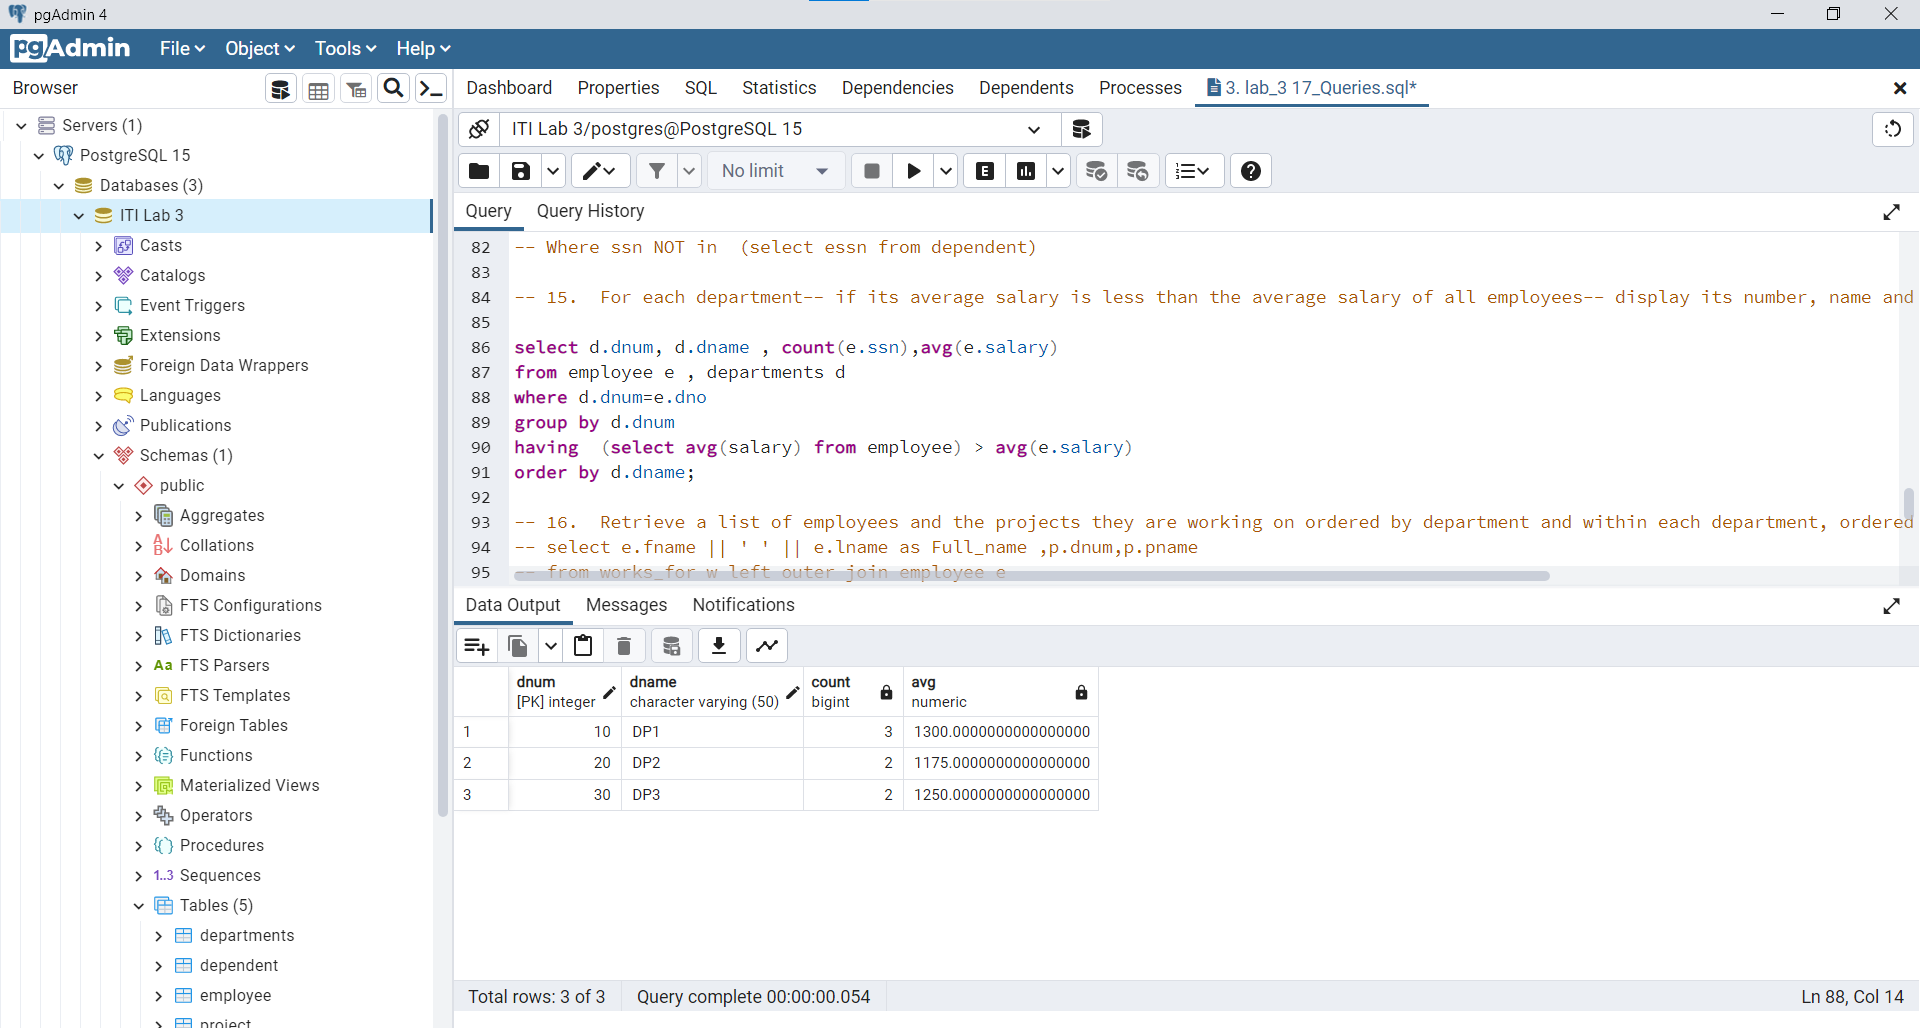 pgAdmin 4
pgAdmin File Object Tools Help
Browser
Dashboard Properties SQL Statistics Dependencies Dependents Processes 3. lab_3 17_Queries.sql*
Servers (1)
PostgreSQL 15
Databases (3)
ITI Lab 3
Casts
Catalogs
Event Triggers
Extensions
Foreign Data Wrappers
Languages
Publications
Schemas (1)
public
Aggregates
Collations
Domains
FTS Configurations
FTS Dictionaries
Aa FTS Parsers
FTS Templates
Foreign Tables
Functions
Materialized Views
Operators
Procedures
1..3 Sequences
Tables (5)
departments
dependent
employee
project
ITI Lab 3/postgres@PostgreSQL 15
No limit E
Query Query History
82 -- Where ssn NOT in  (select essn from dependent)
83
84 -- 15.  For each department-- if its average salary is less than the average salary of all employees-- display its number, name and
85
86 select d.dnum, d.dname , count(e.ssn),avg(e.salary)
87 from employee e , departments d
88 where d.dnum=e.dno
89 group by d.dnum
90 having  (select avg(salary) from employee) > avg(e.salary)
91 order by d.dname;
92
93 -- 16.  Retrieve a list of employees and the projects they are working on ordered by department and within each department, ordered
94 -- select e.fname || ' ' || e.lname as Full_name ,p.dnum,p.pname
95 -- from works_for w left outer join employee e
Data Output Messages Notifications
dnum dname count avg
[PK] integer character varying (50) bigint numeric
1 10 DP1 3 1300.0000000000000000
2 20 DP2 2 1175.0000000000000000
3 30 DP3 2 1250.0000000000000000
Total rows: 3 of 3 Query complete 00:00:00.054 Ln 88, Col 14